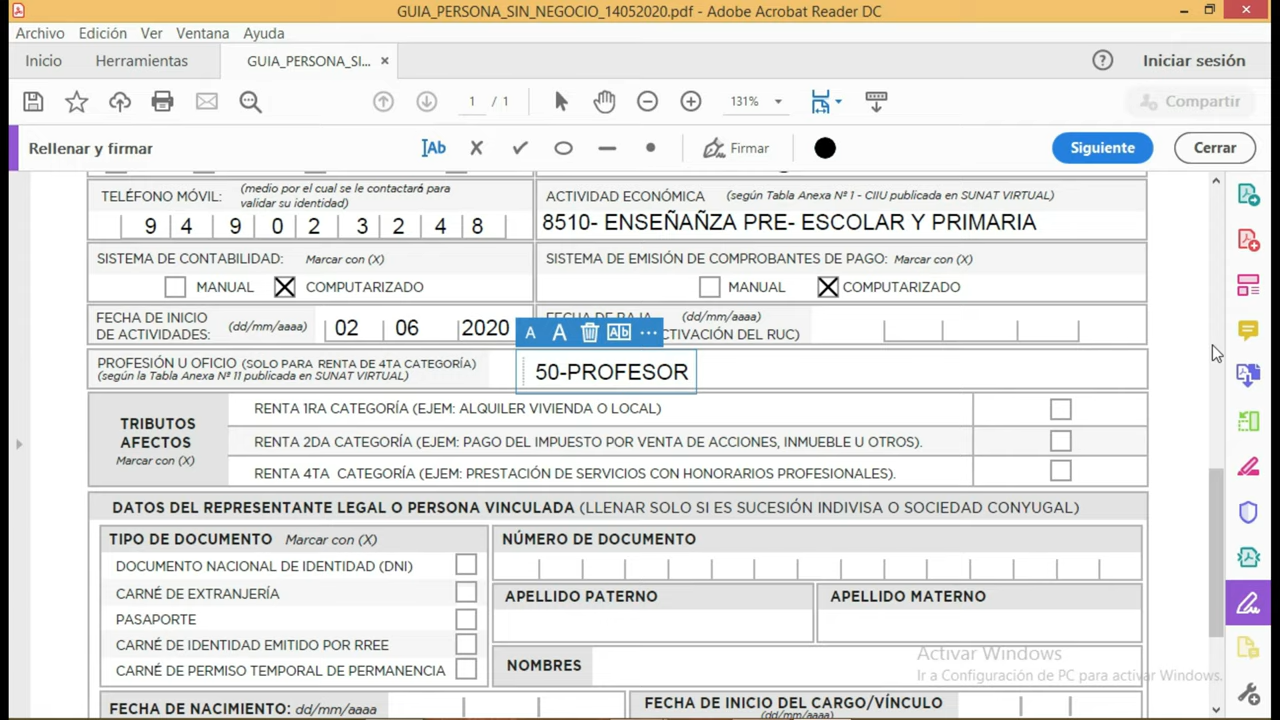 GUIA_PERSONA_SIN_NEGOCIO_14052020.pdf - Adobe Acrobat Reader DC
Archivo Edición Ver Ventana Ayuda
Inicio Herramientas GUIA_PERSONA_SI... × Iniciar sesión
1 / 1 131% Compartir
Rellenar y firmar Firmar Siguiente Cerrar
TELÉFONO MÓVIL: (medio por el cual se le contactará para
validar su identidad)
9 4 9 0 2 3 2 4 8
ACTIVIDAD ECONÓMICA (según Tabla Anexa Nº 1 - CIIU publicada en SUNAT VIRTUAL)
8510- ENSEÑAÑZA PRE- ESCOLAR Y PRIMARIA
SISTEMA DE CONTABILIDAD: Marcar con (X)
MANUAL COMPUTARIZADO
SISTEMA DE EMISIÓN DE COMPROBANTES DE PAGO: Marcar con (X)
MANUAL COMPUTARIZADO
FECHA DE INICIO
DE ACTIVIDADES: (dd/mm/aaaa) 02 06 2020
(dd/mm/aaaa)
CTIVACIÓN DEL RUC)
PROFESIÓN U OFICIO (SOLO PARA RENTA DE 4TA CATEGORÍA)
(según la Tabla Anexa Nº 11 publicada en SUNAT VIRTUAL)
50-PROFESOR
TRIBUTOS
AFECTOS
Marcar con (X)
RENTA 1RA CATEGORÍA (EJEM: ALQUILER VIVIENDA O LOCAL)
RENTA 2DA CATEGORÍA (EJEM: PAGO DEL IMPUESTO POR VENTA DE ACCIONES, INMUEBLE U OTROS).
RENTA 4TA CATEGORÍA (EJEM: PRESTACIÓN DE SERVICIOS CON HONORARIOS PROFESIONALES).
DATOS DEL REPRESENTANTE LEGAL O PERSONA VINCULADA (LLENAR SOLO SI ES SUCESIÓN INDIVISA O SOCIEDAD CONYUGAL)
TIPO DE DOCUMENTO Marcar con (X)
DOCUMENTO NACIONAL DE IDENTIDAD (DNI)
CARNÉ DE EXTRANJERÍA
PASAPORTE
CARNÉ DE IDENTIDAD EMITIDO POR RREE
CARNÉ DE PERMISO TEMPORAL DE PERMANENCIA
NÚMERO DE DOCUMENTO
APELLIDO PATERNO APELLIDO MATERNO
NOMBRES
Activar Windows
Ir a Configuración de PC para activar Windows.
FECHA DE NACIMIENTO: dd/mm/aaaa
FECHA DE INICIO DEL CARGO/VÍNCULO
(dd/mm/aaaa)